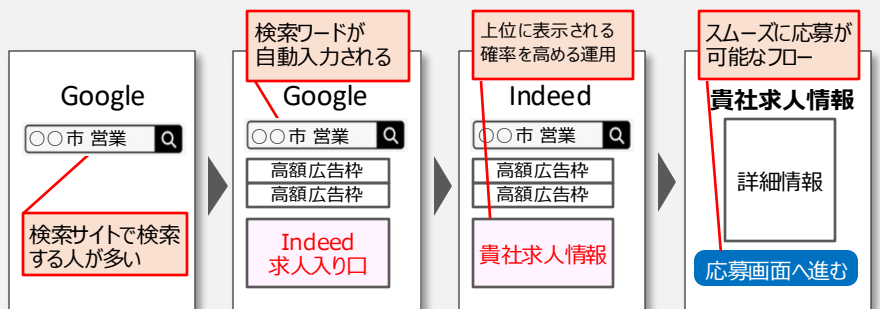 Google
○○市 営業
検索サイトで検索
する人が多い
検索ワードが
自動入力される
Google
○○市 営業
高額広告枠
高額広告枠
Indeed
求人入り口
上位に表示される
確率を高める運用
Indeed
○○市 営業
高額広告枠
高額広告枠
貴社求人情報
スムーズに応募が
可能なフロー
貴社求人情報
詳細情報
応募画面へ進む